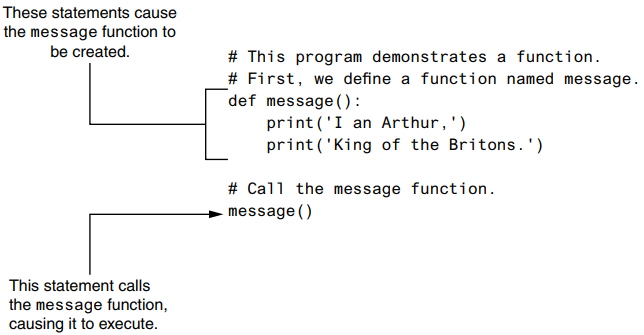 These statements cause
the message function to
be created.
# This program demonstrates a function.
# First, we define a function named message.
def message():
    print('I an Arthur,')
    print('King of the Britons.')
# Call the message function.
message()
This statement calls
the message function,
causing it to execute.